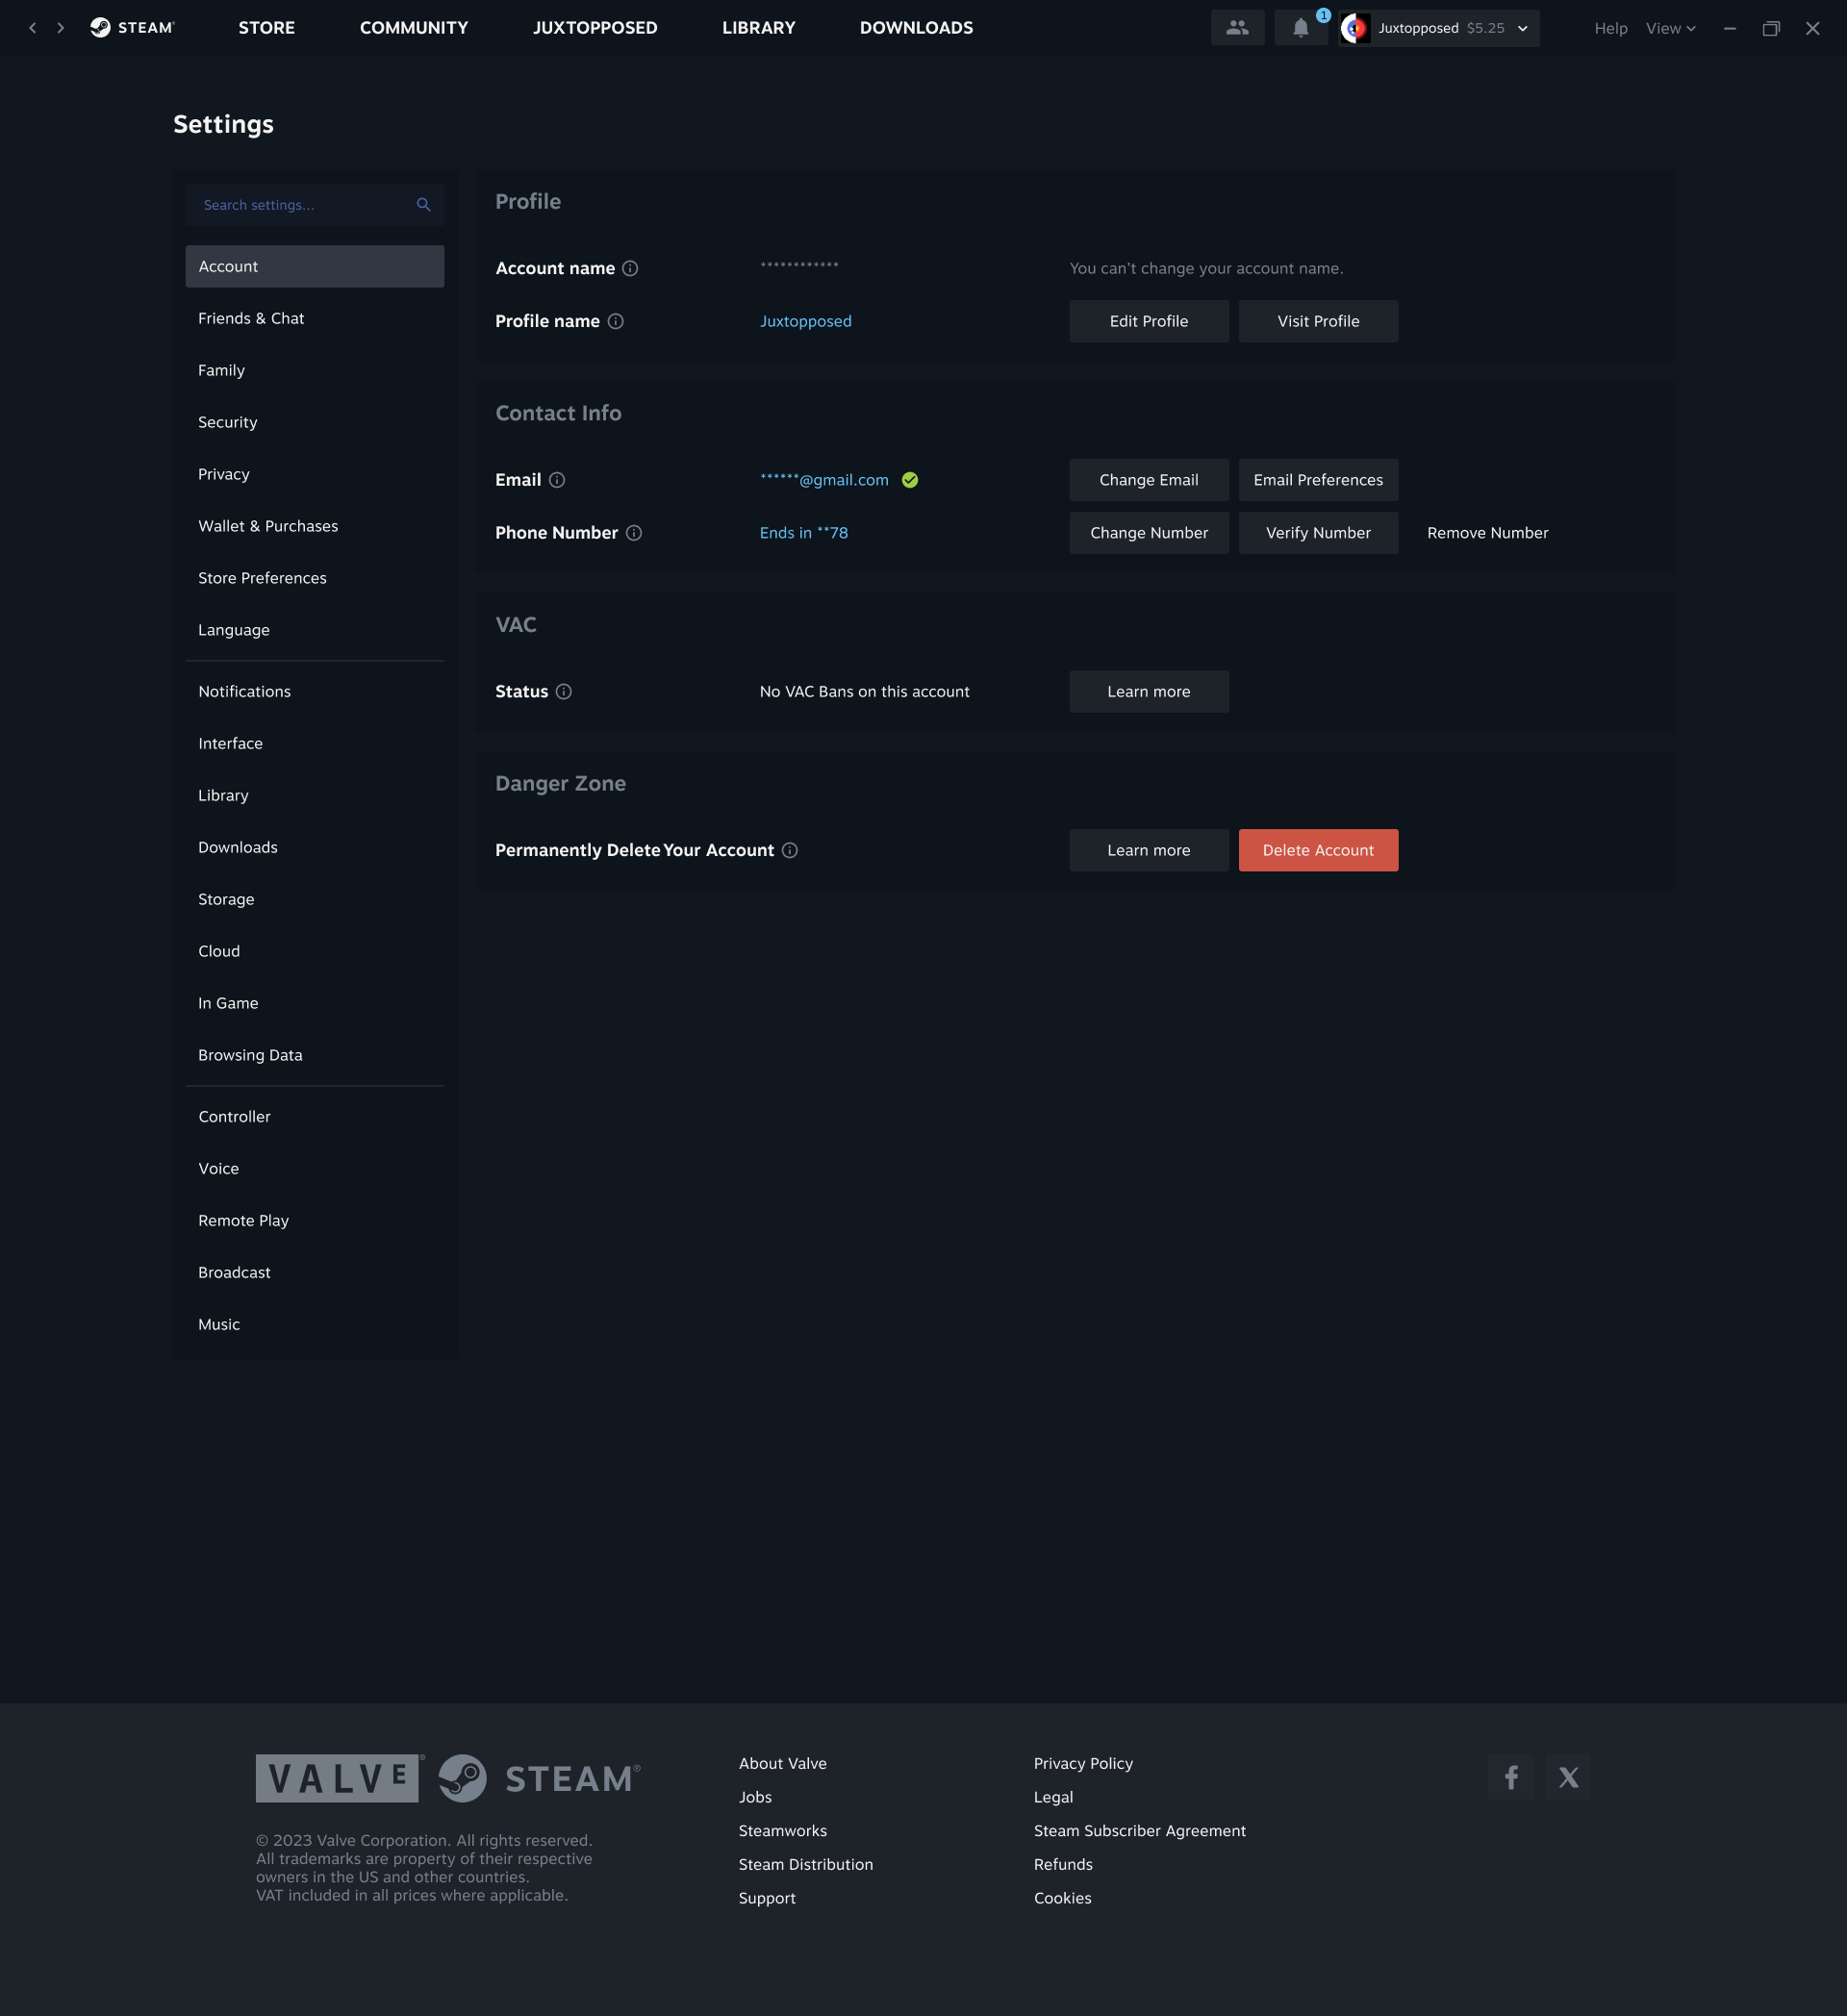 STEAM®
STORE
COMMUNITY
JUXTOPPOSED
LIBRARY
DOWNLOADS
1
Juxtopposed $5.25
Help
View
Settings
Search settings...
Account
Friends & Chat
Family
Security
Privacy
Wallet & Purchases
Store Preferences
Language
Notifications
Interface
Library
Downloads
Storage
Cloud
In Game
Browsing Data
Controller
Voice
Remote Play
Broadcast
Music
Profile
Account name
************
You can't change your account name.
Profile name
Juxtopposed
Edit Profile
Visit Profile
Contact Info
Email
******@gmail.com
Change Email
Email Preferences
Phone Number
Ends in **78
Change Number
Verify Number
Remove Number
VAC
Status
No VAC Bans on this account
Learn more
Danger Zone
Permanently Delete Your Account
Learn more
Delete Account
VALVE®
STEAM®
© 2023 Valve Corporation. All rights reserved.
All trademarks are property of their respective
owners in the US and other countries.
VAT included in all prices where applicable.
About Valve
Jobs
Steamworks
Steam Distribution
Support
Privacy Policy
Legal
Steam Subscriber Agreement
Refunds
Cookies